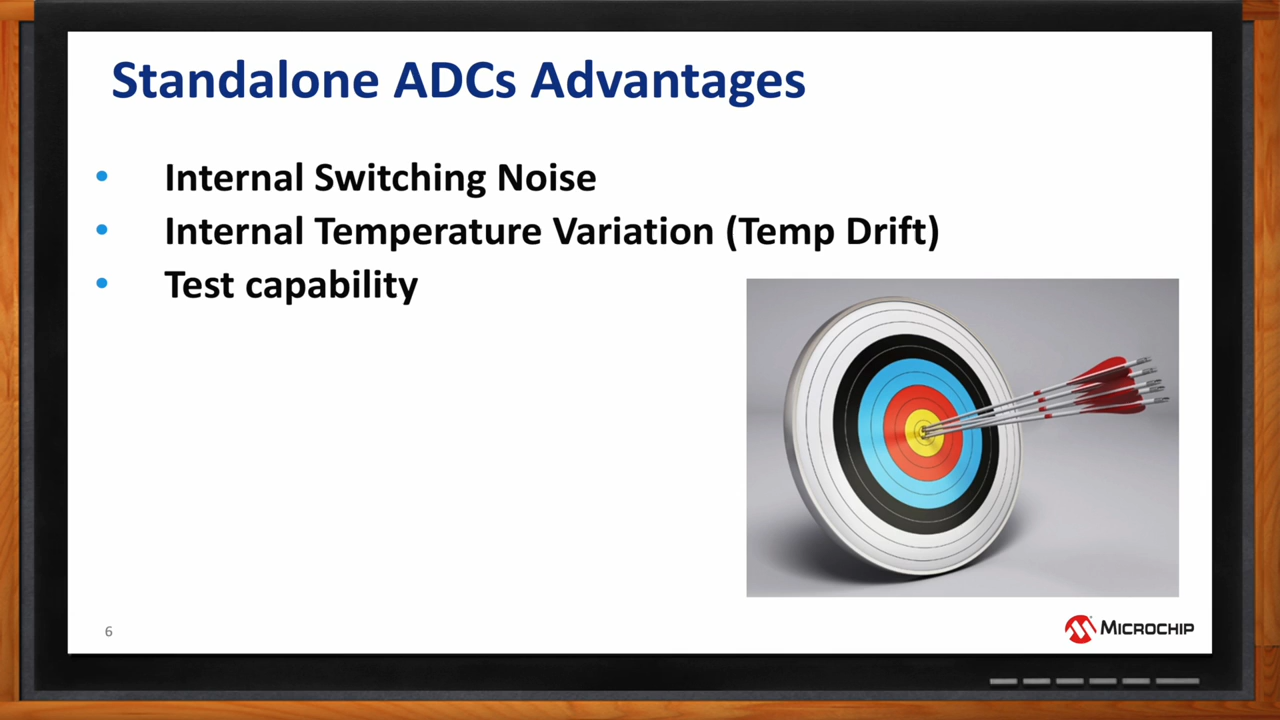 Standalone ADCs Advantages
• Internal Switching Noise
• Internal Temperature Variation (Temp Drift)
• Test capability
6
MICROCHIP